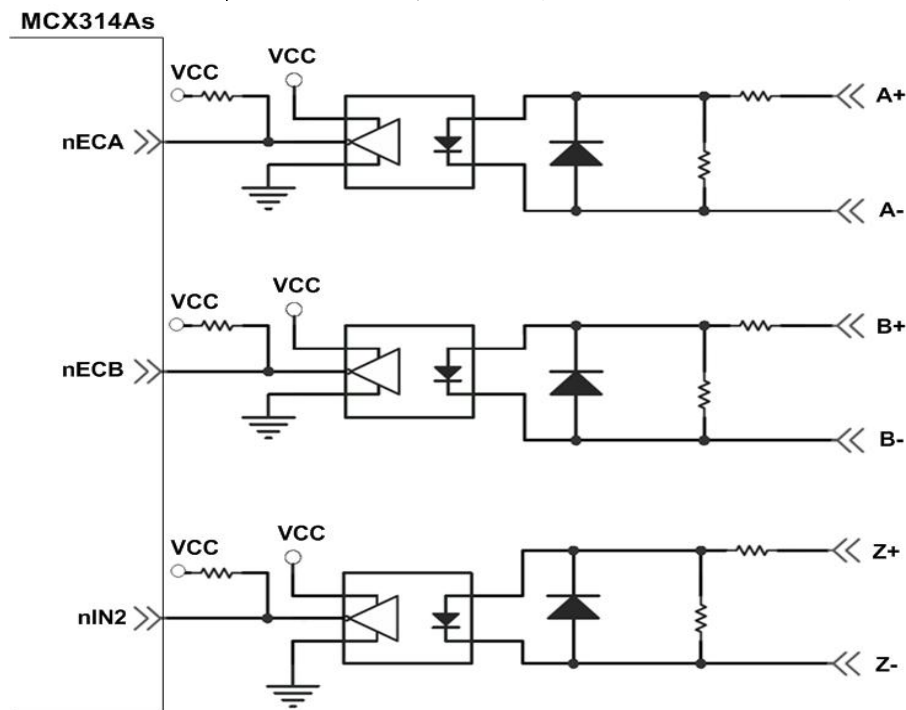 MCX314As
VCC
VCC
nECA
A+
A-
VCC
VCC
nECB
B+
B-
VCC
VCC
nIN2
Z+
Z-